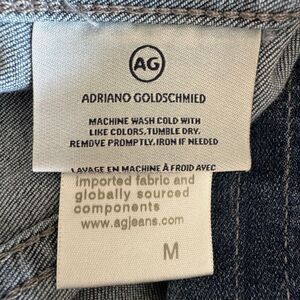 AG
ADRIANO GOLDSCHMIED
MACHINE WASH COLD WITH
LIKE COLORS. TUMBLE DRY.
REMOVE PROMPTLY. IRON IF NEEDED
LAVAGE EN MACHINE À FROID AVEC
imported fabric and
globally sourced
components
www.agjeans.com
M